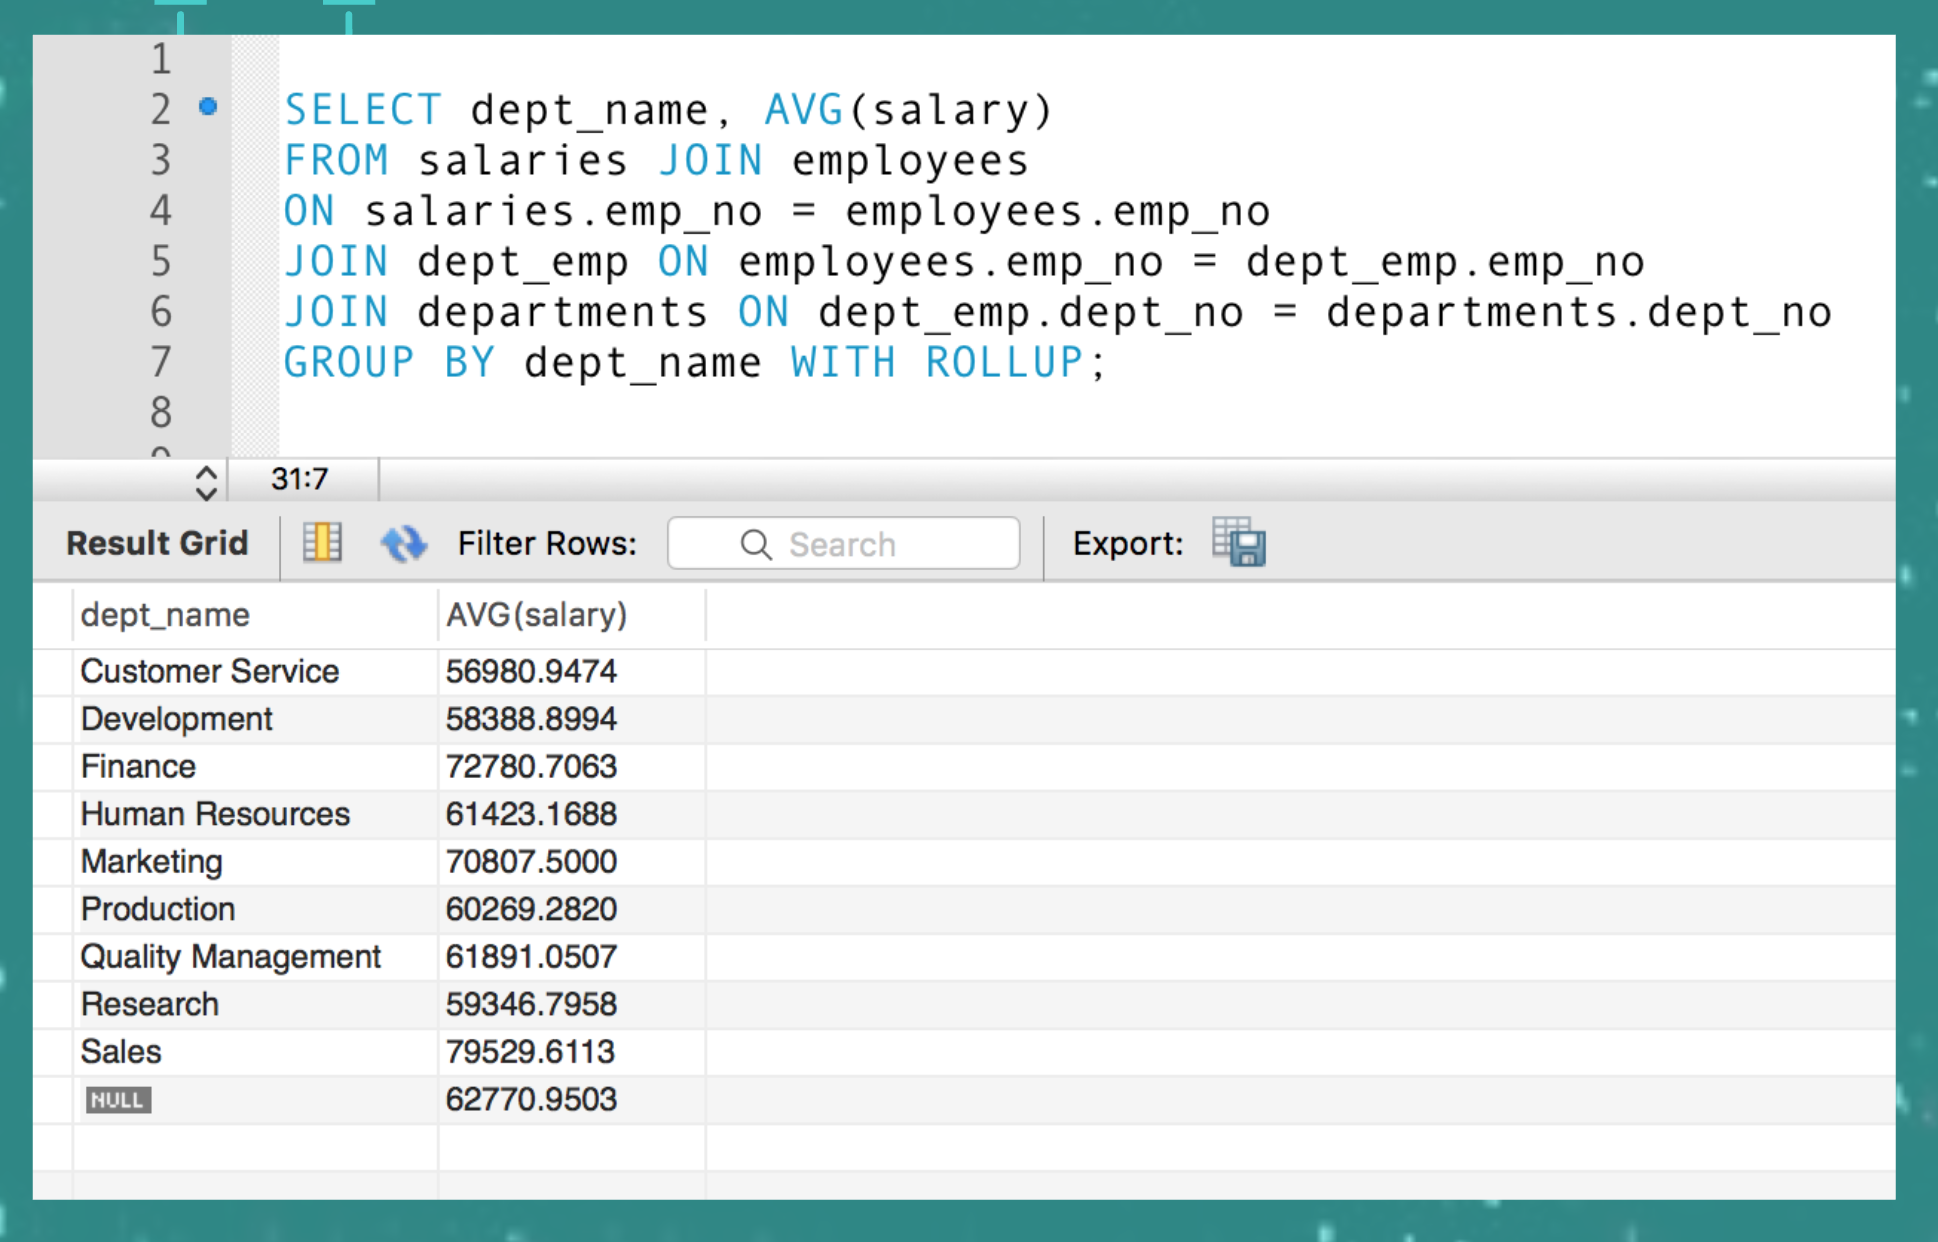 1
2 SELECT dept_name, AVG(salary)
3 FROM salaries JOIN employees
4 ON salaries.emp_no = employees.emp_no
5 JOIN dept_emp ON employees.emp_no = dept_emp.emp_no
6 JOIN departments ON dept_emp.dept_no = departments.dept_no
7 GROUP BY dept_name WITH ROLLUP;
8
31:7
Result Grid Filter Rows: Search Export:
dept_name AVG(salary)
Customer Service 56980.9474
Development 58388.8994
Finance 72780.7063
Human Resources 61423.1688
Marketing 70807.5000
Production 60269.2820
Quality Management 61891.0507
Research 59346.7958
Sales 79529.6113
NULL 62770.9503